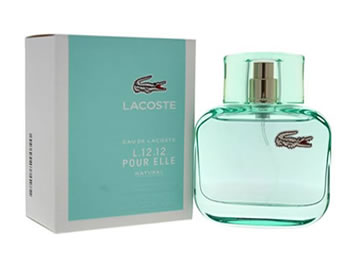 LACOSTE
EAU DE LACOSTE
L.12.12
POUR ELLE
NATURAL